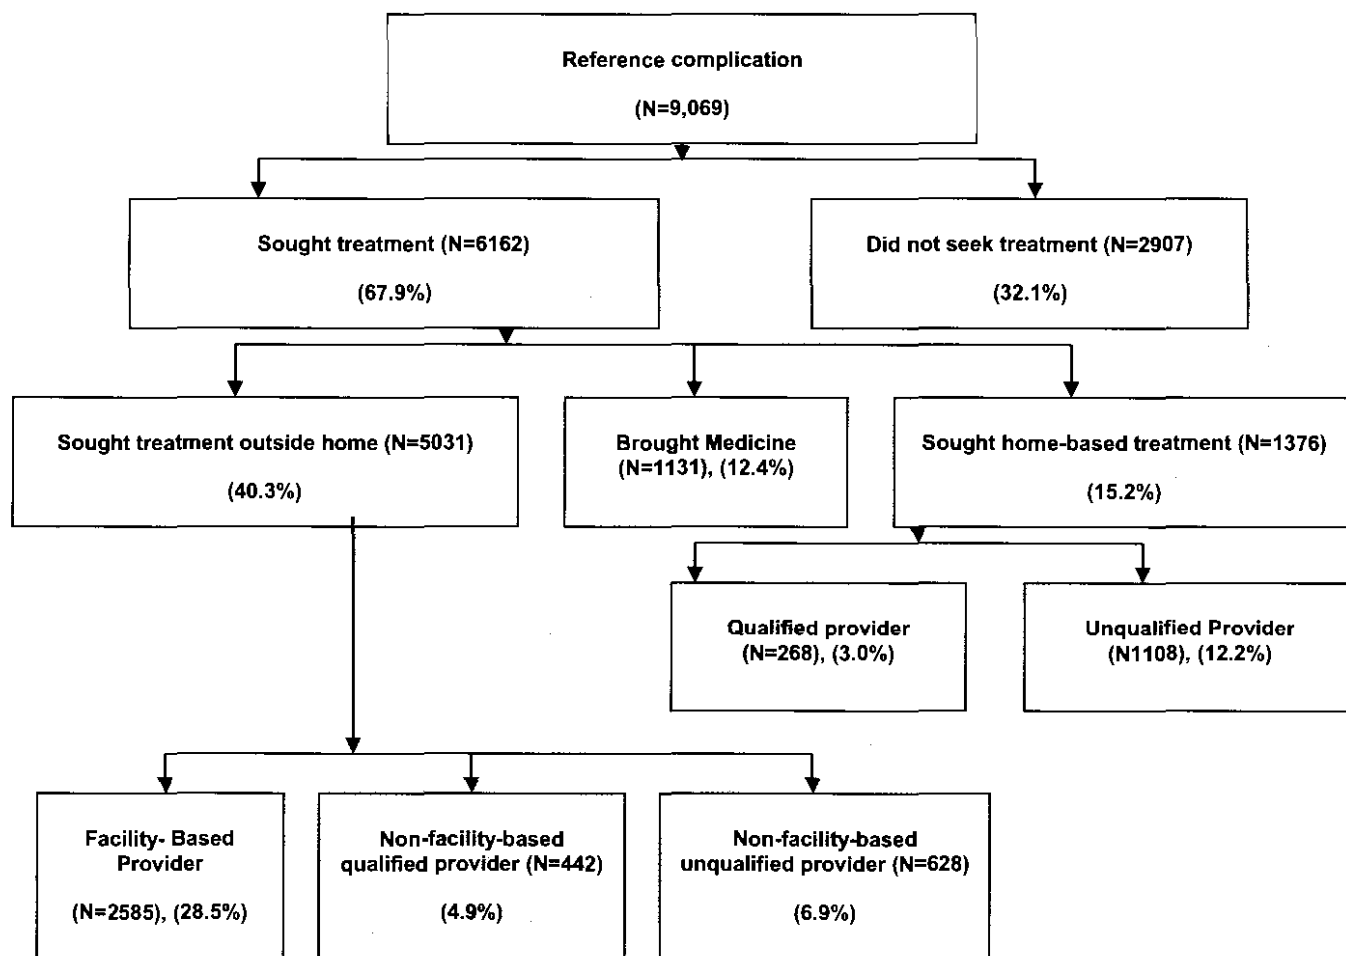 Reference complication
(N=9,069)
Sought treatment (N=6162)
(67.9%)
Did not seek treatment (N=2907)
(32.1%)
Sought treatment outside home (N=5031)
(40.3%)
Brought Medicine
(N=1131), (12.4%)
Sought home-based treatment (N=1376)
(15.2%)
Qualified provider
(N=268), (3.0%)
Unqualified Provider
(N1108), (12.2%)
Facility- Based
Provider
(N=2585), (28.5%)
Non-facility-based
qualified provider (N=442)
(4.9%)
Non-facility-based
unqualified provider (N=628)
(6.9%)